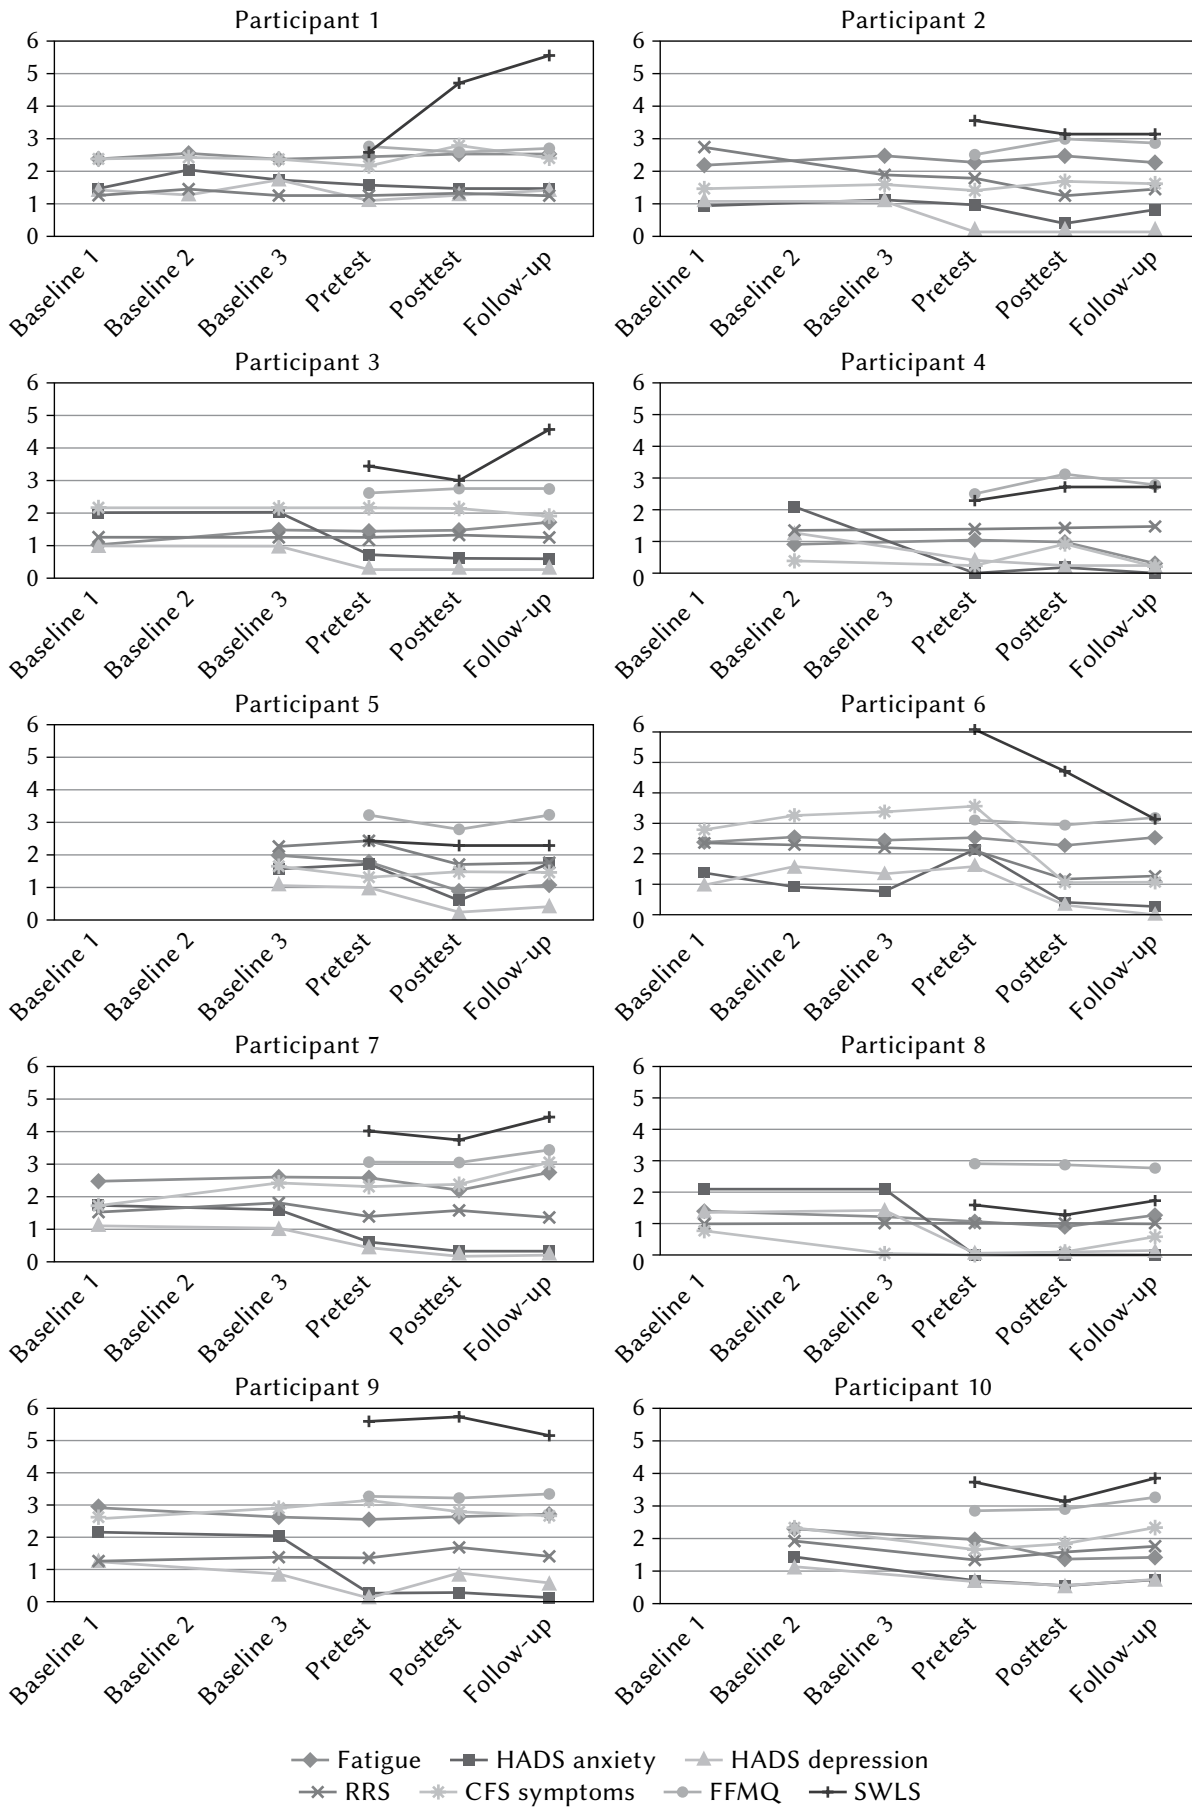 Participant 1
6
5
4
3
2
1
0
Baseline 1
Baseline 2
Baseline 3
Pretest
Posttest
Follow-up
Participant 2
6
5
4
3
2
1
0
Baseline 1
Baseline 2
Baseline 3
Pretest
Posttest
Follow-up
Participant 3
6
5
4
3
2
1
0
Baseline 1
Baseline 2
Baseline 3
Pretest
Posttest
Follow-up
Participant 4
6
5
4
3
2
1
0
Baseline 1
Baseline 2
Baseline 3
Pretest
Posttest
Follow-up
Participant 5
6
5
4
3
2
1
0
Baseline 1
Baseline 2
Baseline 3
Pretest
Posttest
Follow-up
Participant 6
6
5
4
3
2
1
0
Baseline 1
Baseline 2
Baseline 3
Pretest
Posttest
Follow-up
Participant 7
6
5
4
3
2
1
0
Baseline 1
Baseline 2
Baseline 3
Pretest
Posttest
Follow-up
Participant 8
6
5
4
3
2
1
0
Baseline 1
Baseline 2
Baseline 3
Pretest
Posttest
Follow-up
Participant 9
6
5
4
3
2
1
0
Baseline 1
Baseline 2
Baseline 3
Pretest
Posttest
Follow-up
Participant 10
6
5
4
3
2
1
0
Baseline 1
Baseline 2
Baseline 3
Pretest
Posttest
Follow-up
Fatigue HADS anxiety HADS depression
RRS CFS symptoms FFMQ SWLS